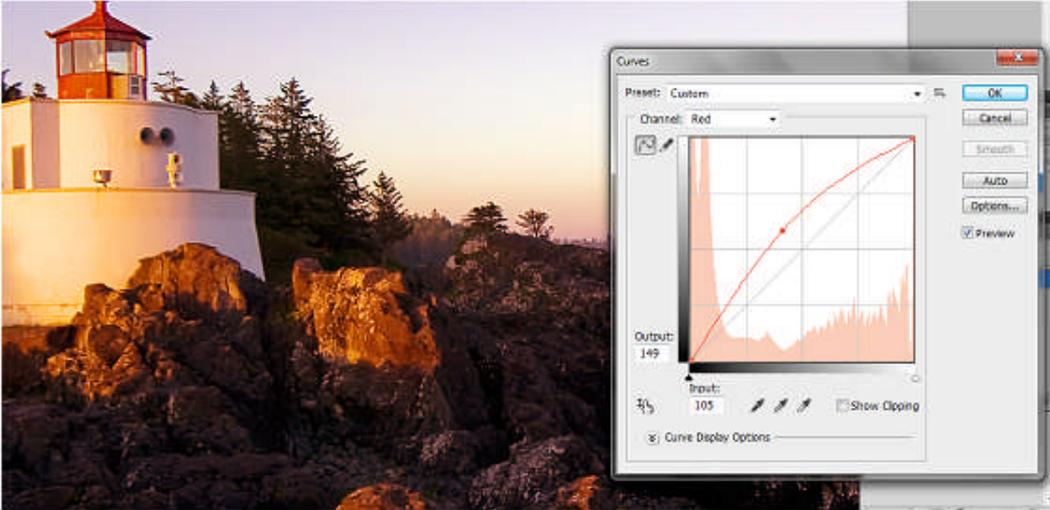 Curves
Preset: Custom
OK
Channel: Red
Cancel
Smooth
Auto
Options...
Preview
Output:
149
Input:
105
Show Clipping
Curve Display Options